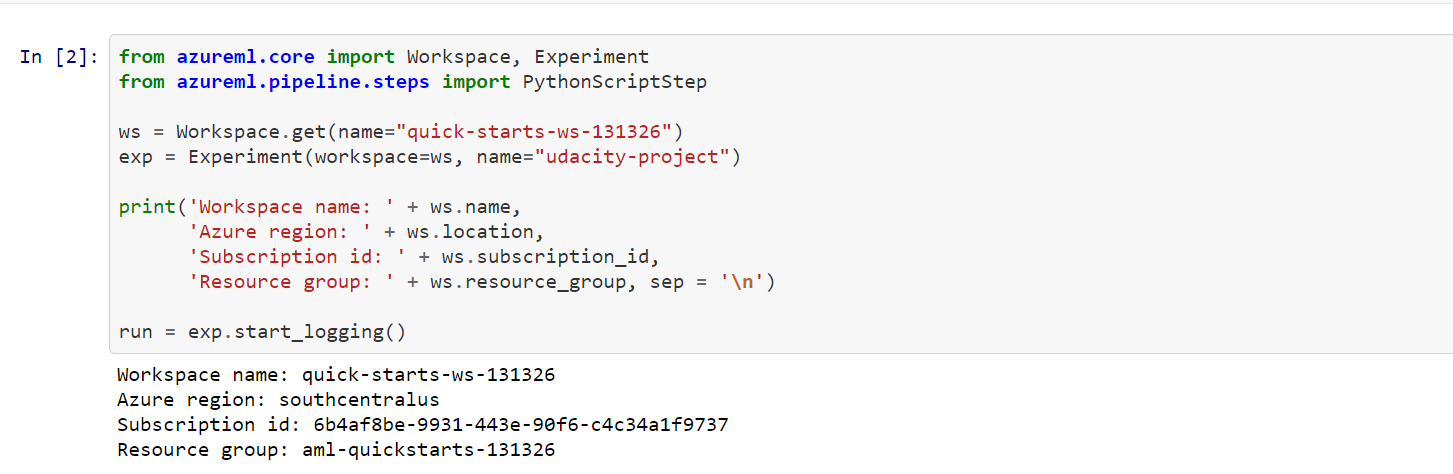 In [2]: from azureml.core import Workspace, Experiment
from azureml.pipeline.steps import PythonScriptStep
ws = Workspace.get(name="quick-starts-ws-131326")
exp = Experiment(workspace=ws, name="udacity-project")
print('Workspace name: ' + ws.name,
'Azure region: ' + ws.location,
'Subscription id: ' + ws.subscription_id,
'Resource group: ' + ws.resource_group, sep = '\n')
run = exp.start_logging()
Workspace name: quick-starts-ws-131326
Azure region: southcentralus
Subscription id: 6b4af8be-9931-443e-90f6-c4c34a1f9737
Resource group: aml-quickstarts-131326